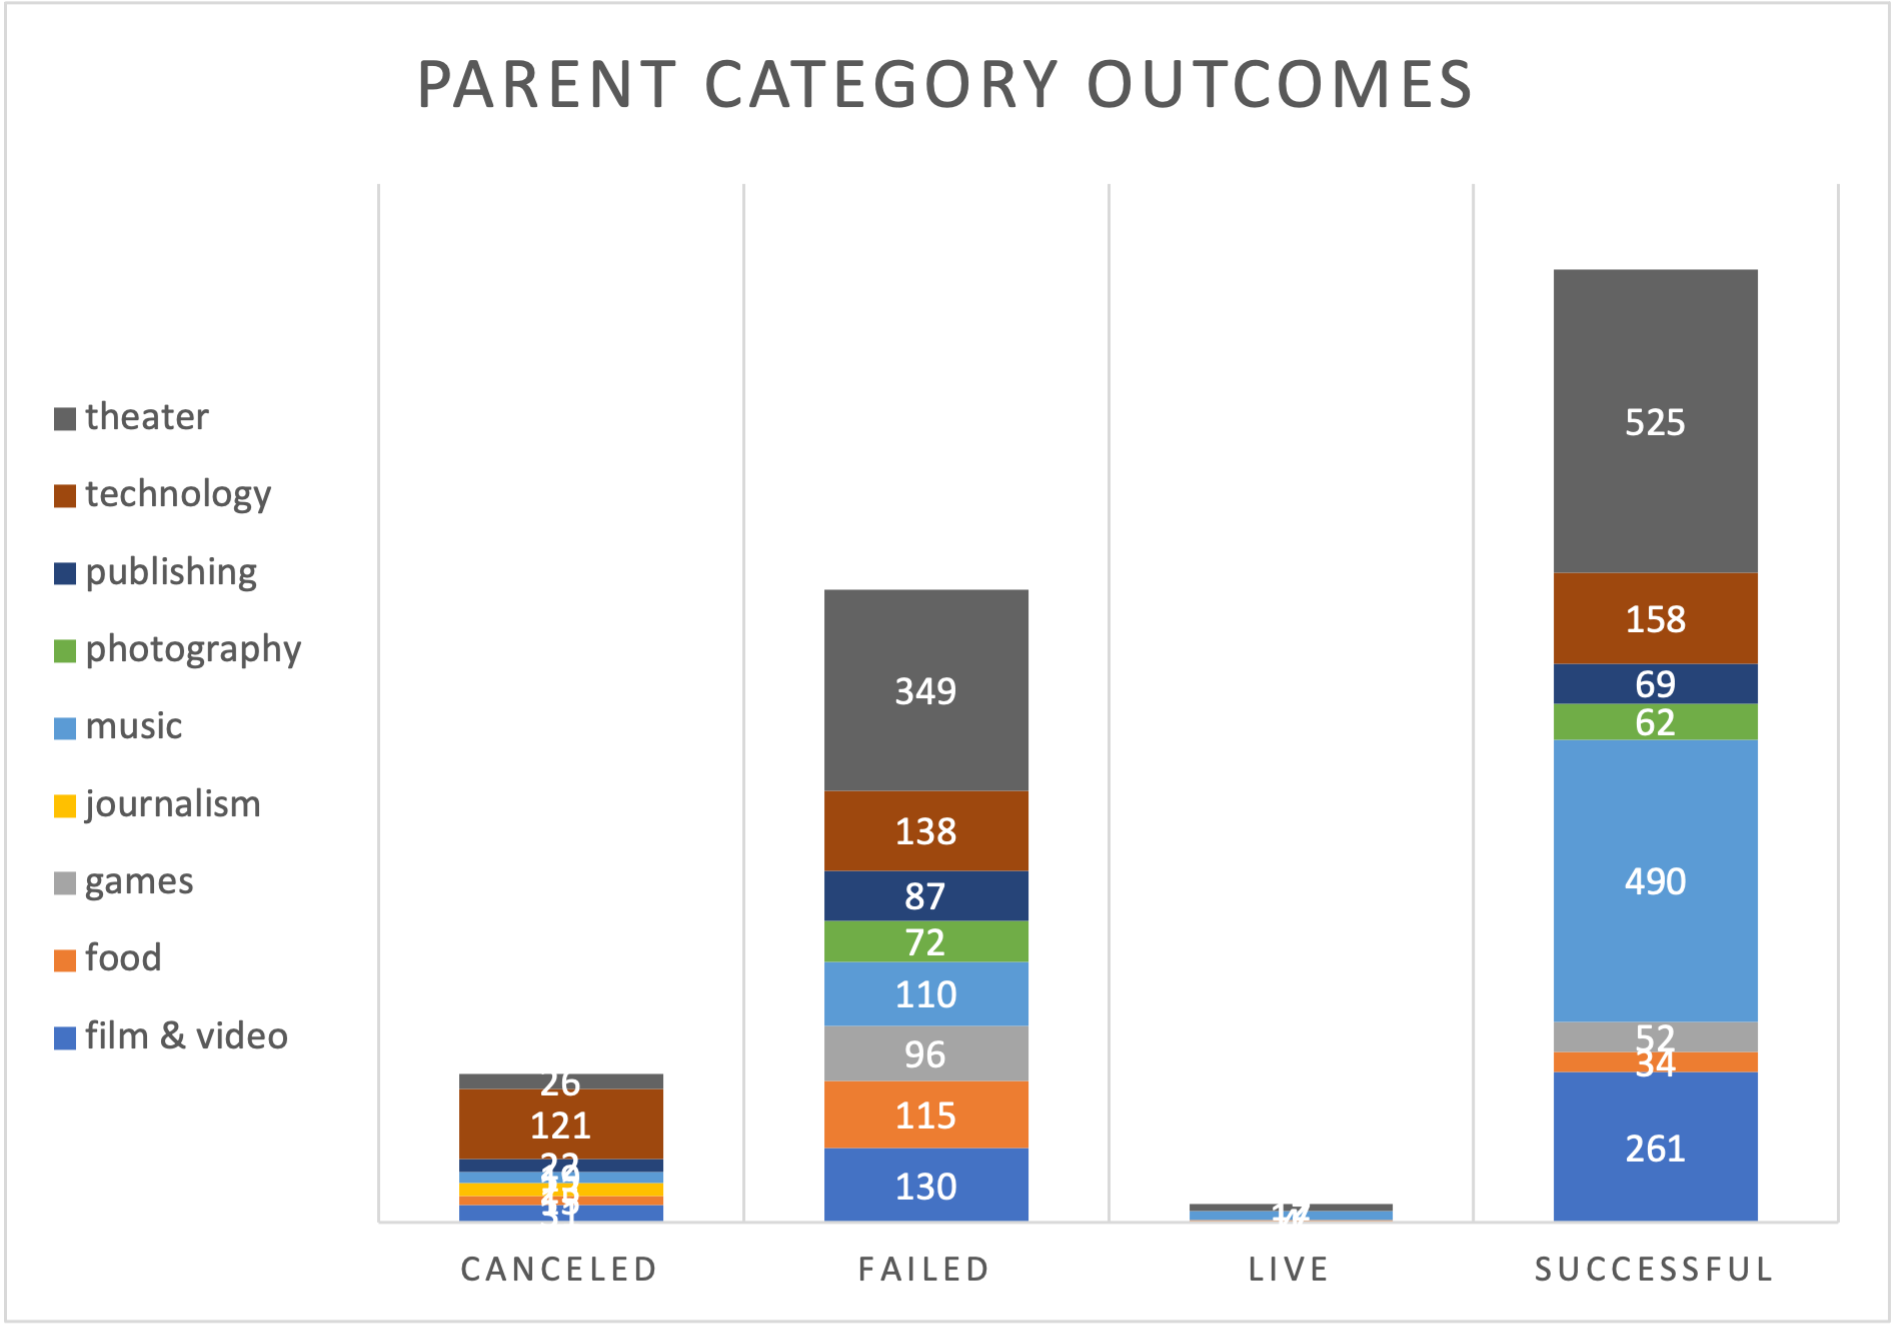 PARENT CATEGORY OUTCOMES
theater
technology
publishing
photography
music
journalism
games
food
film & video
26
121
349
138
87
72
110
96
115
130
525
158
69
62
490
52
34
261
CANCELED FAILED LIVE SUCCESSFUL